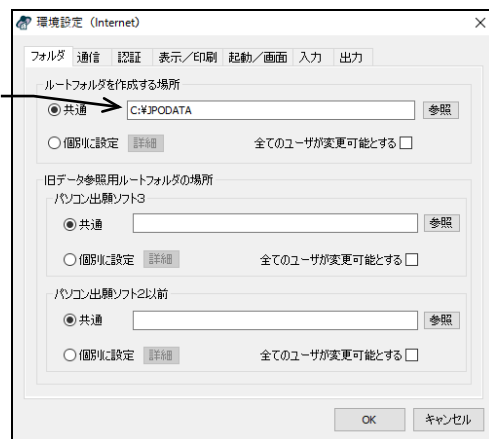 環境設定（Internet）
フォルダ 通信 認証 表示／印刷 起動／画面 入力 出力
ルートフォルダを作成する場所
共通 C:¥JPODATA 参照
個別に設定 詳細 全てのユーザが変更可能とする
旧データ参照用ルートフォルダの場所
パソコン出願ソフト3
共通 参照
個別に設定 詳細 全てのユーザが変更可能とする
パソコン出願ソフト2以前
共通 参照
個別に設定 詳細 全てのユーザが変更可能とする
OK キャンセル